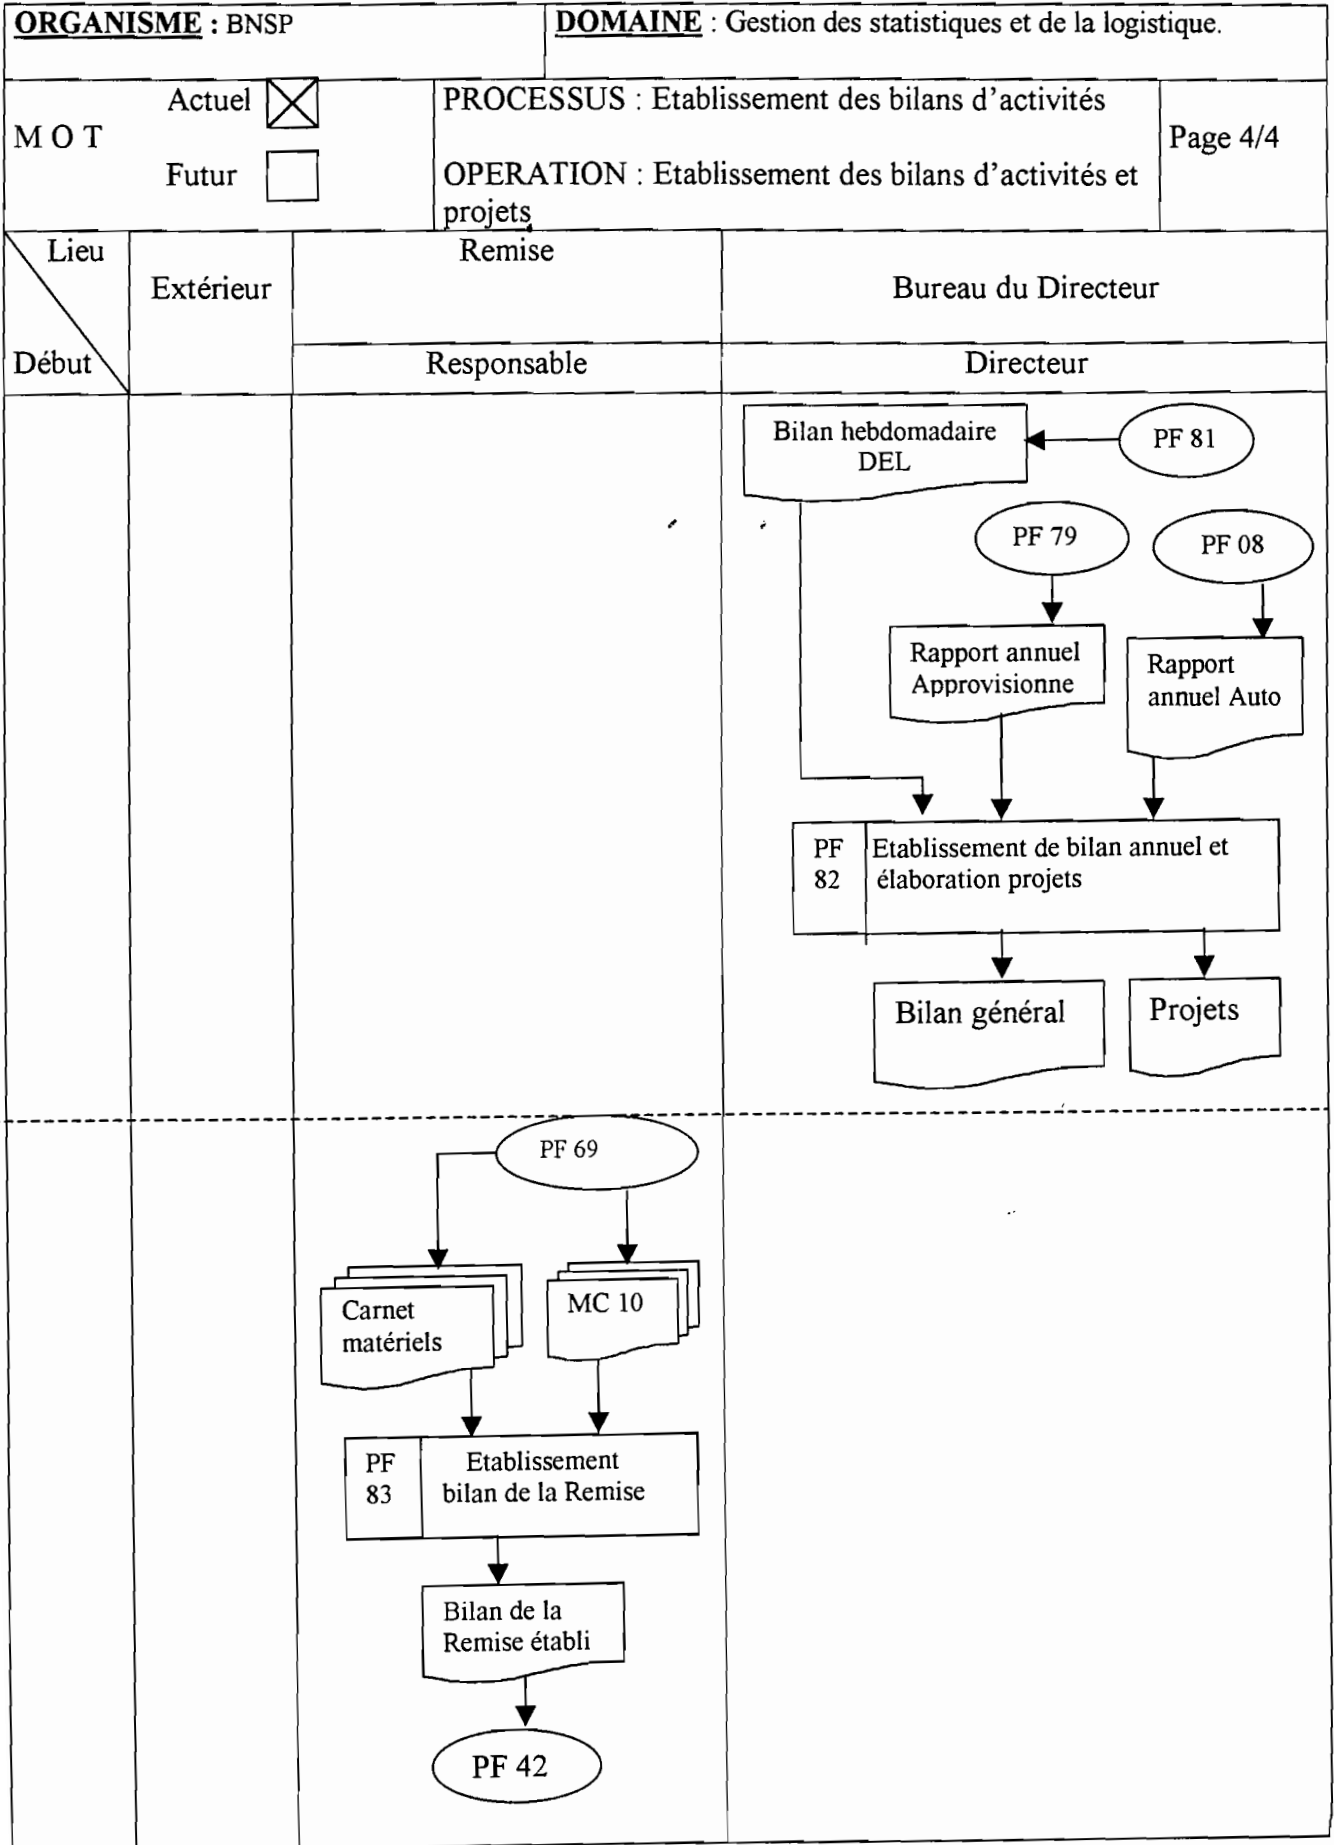 ORGANISME : BNSP
DOMAINE : Gestion des statistiques et de la logistique.
M O T
Actuel
Futur
PROCESSUS : Etablissement des bilans d'activités
OPERATION : Etablissement des bilans d'activités et
projets
Page 4/4
Lieu
Début
Extérieur
Remise
Responsable
Bureau du Directeur
Directeur
Bilan hebdomadaire
DEL
PF 81
PF 79
PF 08
Rapport annuel
Approvisionne
Rapport
annuel Auto
PF
82
Etablissement de bilan annuel et
élaboration projets
Bilan général
Projets
PF 69
Carnet
matériels
MC 10
PF
83
Etablissement
bilan de la Remise
Bilan de la
Remise établi
PF 42